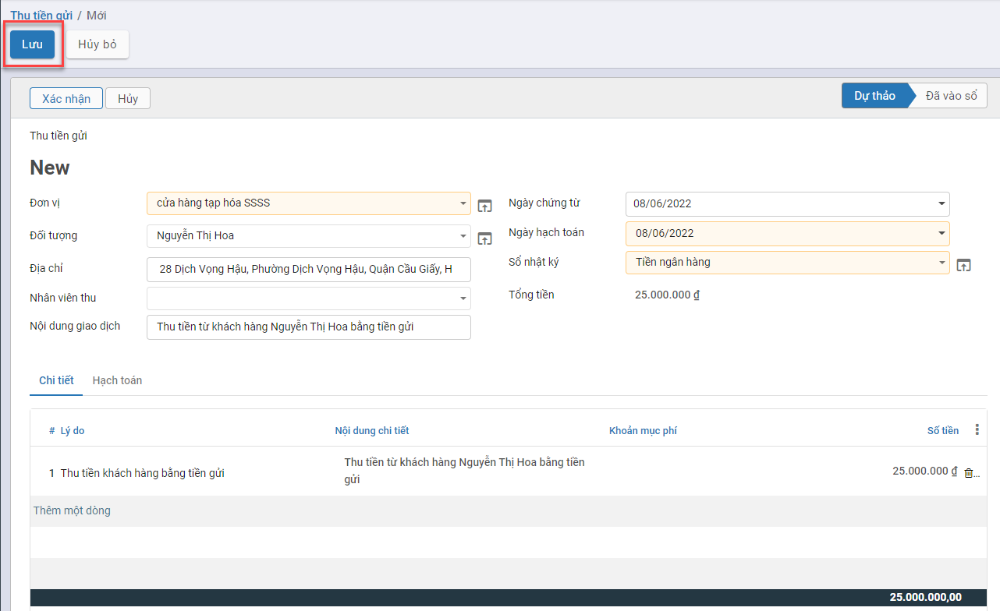 Thu tiền gửi / Mới
Lưu Hủy bỏ
Xác nhận Hủy Dự thảo Đã vào sổ
Thu tiền gửi
New
Đơn vị cửa hàng tạp hóa SSSS Ngày chứng từ 08/06/2022
Đối tượng Nguyễn Thị Hoa Ngày hạch toán 08/06/2022
Địa chỉ 28 Dịch Vọng Hậu, Phường Dịch Vọng Hậu, Quận Cầu Giấy, H Sổ nhật ký Tiền ngân hàng
Nhân viên thu Tổng tiền 25.000.000 ₫
Nội dung giao dịch Thu tiền từ khách hàng Nguyễn Thị Hoa bằng tiền gửi
Chi tiết Hạch toán
# Lý do Nội dung chi tiết Khoản mục phí Số tiền
1 Thu tiền khách hàng bằng tiền gửi Thu tiền từ khách hàng Nguyễn Thị Hoa bằng tiền 25.000.000 ₫ ...
gửi
Thêm một dòng
25.000.000,00